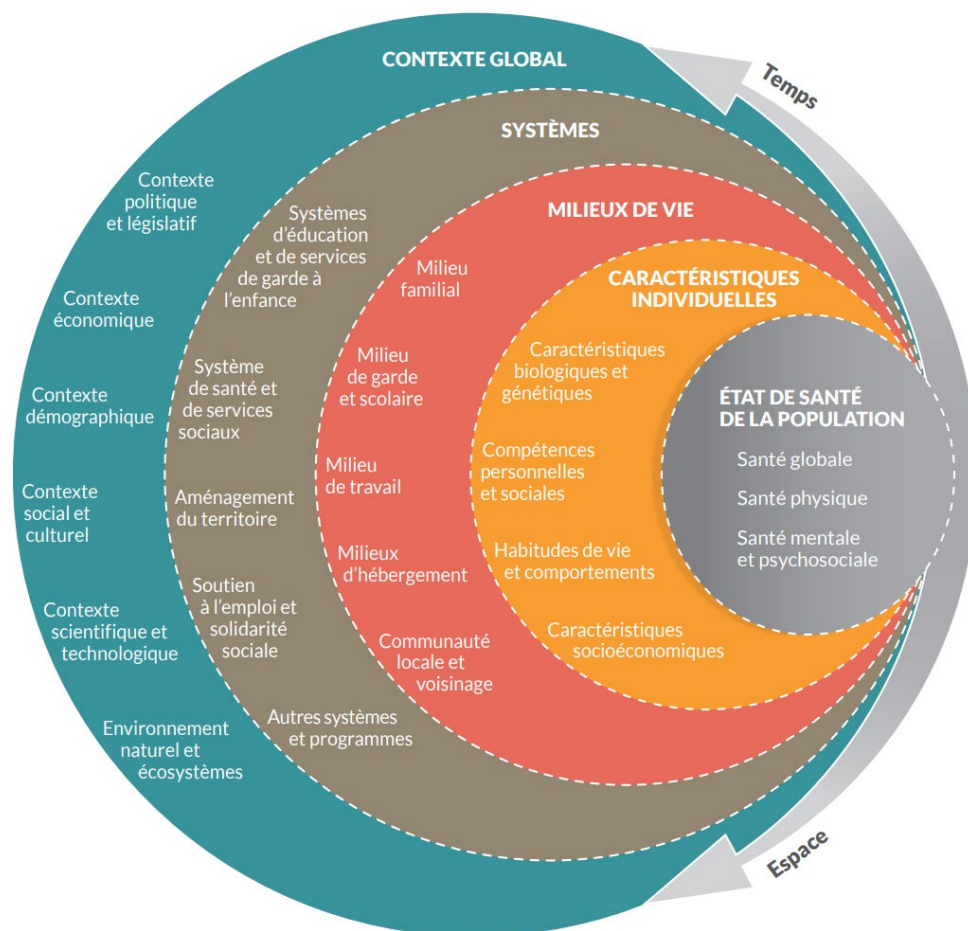 CONTEXTE GLOBAL
Temps
SYSTÈMES
Contexte
politique
et législatif
Contexte
économique
Contexte
démographique
Contexte
social et
culturel
Contexte
scientifique et
technologique
Environnement
naturel et
écosystèmes
Systèmes
d'éducation
et de services
de garde à
l'enfance
Système
de santé et
de services
sociaux
Aménagement
du territoire
Soutien
à l'emploi et
solidarité
sociale
Autres systèmes
et programmes
MILIEUX DE VIE
Milieu
familial
Milieu
de garde
et scolaire
Milieu
de travail
Milieux
d'hébergement
Communauté
locale et
voisinage
CARACTÉRISTIQUES
INDIVIDUELLES
Caractéristiques
biologiques et
génétiques
Compétences
personnelles
et sociales
Habitudes de vie
et comportements
Caractéristiques
socioéconomiques
ÉTAT DE SANTÉ
DE LA POPULATION
Santé globale
Santé physique
Santé mentale
et psychosociale
Espace